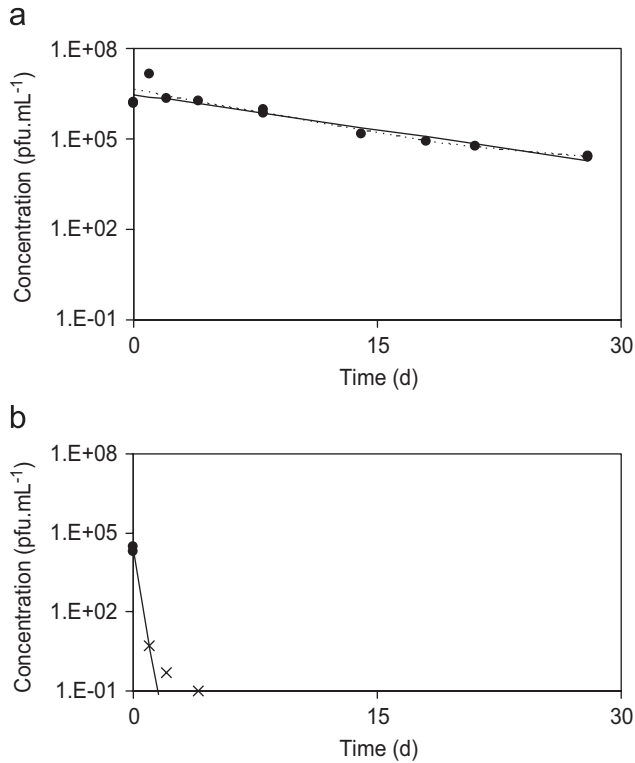 a
1.E+08
1.E+05
1.E+02
1.E-01
Concentration (pfu.mL⁻¹)
0
15
30
Time (d)
b
1.E+08
1.E+05
1.E+02
1.E-01
Concentration (pfu.mL⁻¹)
0
15
30
Time (d)